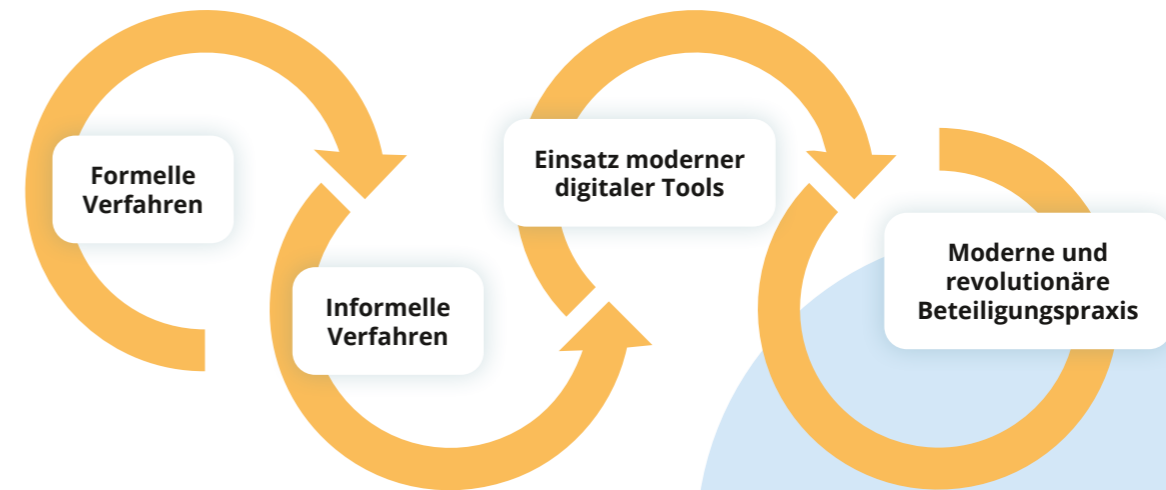 Formelle
Verfahren
Informelle
Verfahren
Einsatz moderner
digitaler Tools
Moderne und
revolutionäre
Beteiligungspraxis